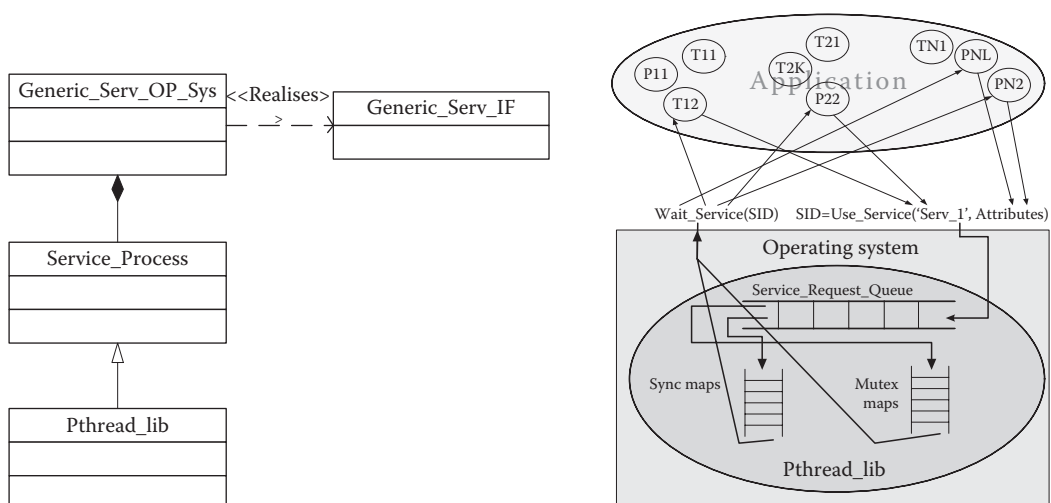 Generic_Serv_OP_Sys
<<Realises>
>
Generic_Serv_IF
Service_Process
Pthread_lib
Application
P11
T11
T12
T2K
T21
P22
TN1
PNL
PN2
Wait_Service(SID)
SID=Use_Service(‘Serv_1’, Attributes)
Operating system
Service_Request_Queue
Sync maps
Mutex
maps
Pthread_lib